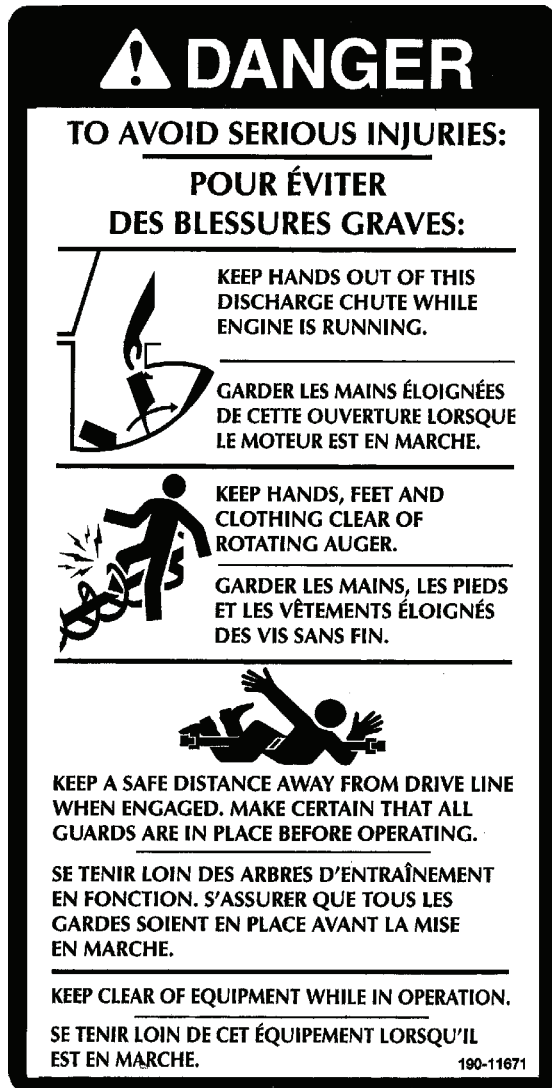 DANGER
TO AVOID SERIOUS INJURIES:
POUR ÉVITER
DES BLESSURES GRAVES:
KEEP HANDS OUT OF THIS
DISCHARGE CHUTE WHILE
ENGINE IS RUNNING.
GARDER LES MAINS ÉLOIGNÉES
DE CETTE OUVERTURE LORSQUE
LE MOTEUR EST EN MARCHE.
KEEP HANDS, FEET AND
CLOTHING CLEAR OF
ROTATING AUGER.
GARDER LES MAINS, LES PIEDS
ET LES VÊTEMENTS ÉLOIGNÉS
DES VIS SANS FIN.
KEEP A SAFE DISTANCE AWAY FROM DRIVE LINE
WHEN ENGAGED. MAKE CERTAIN THAT ALL
GUARDS ARE IN PLACE BEFORE OPERATING.
SE TENIR LOIN DES ARBRES D'ENTRAÎNEMENT
EN FONCTION. S'ASSURER QUE TOUS LES
GARDES SOIENT EN PLACE AVANT LA MISE
EN MARCHE.
KEEP CLEAR OF EQUIPMENT WHILE IN OPERATION.
SE TENIR LOIN DE CET ÉQUIPEMENT LORSQU'IL
EST EN MARCHE.
190-11671